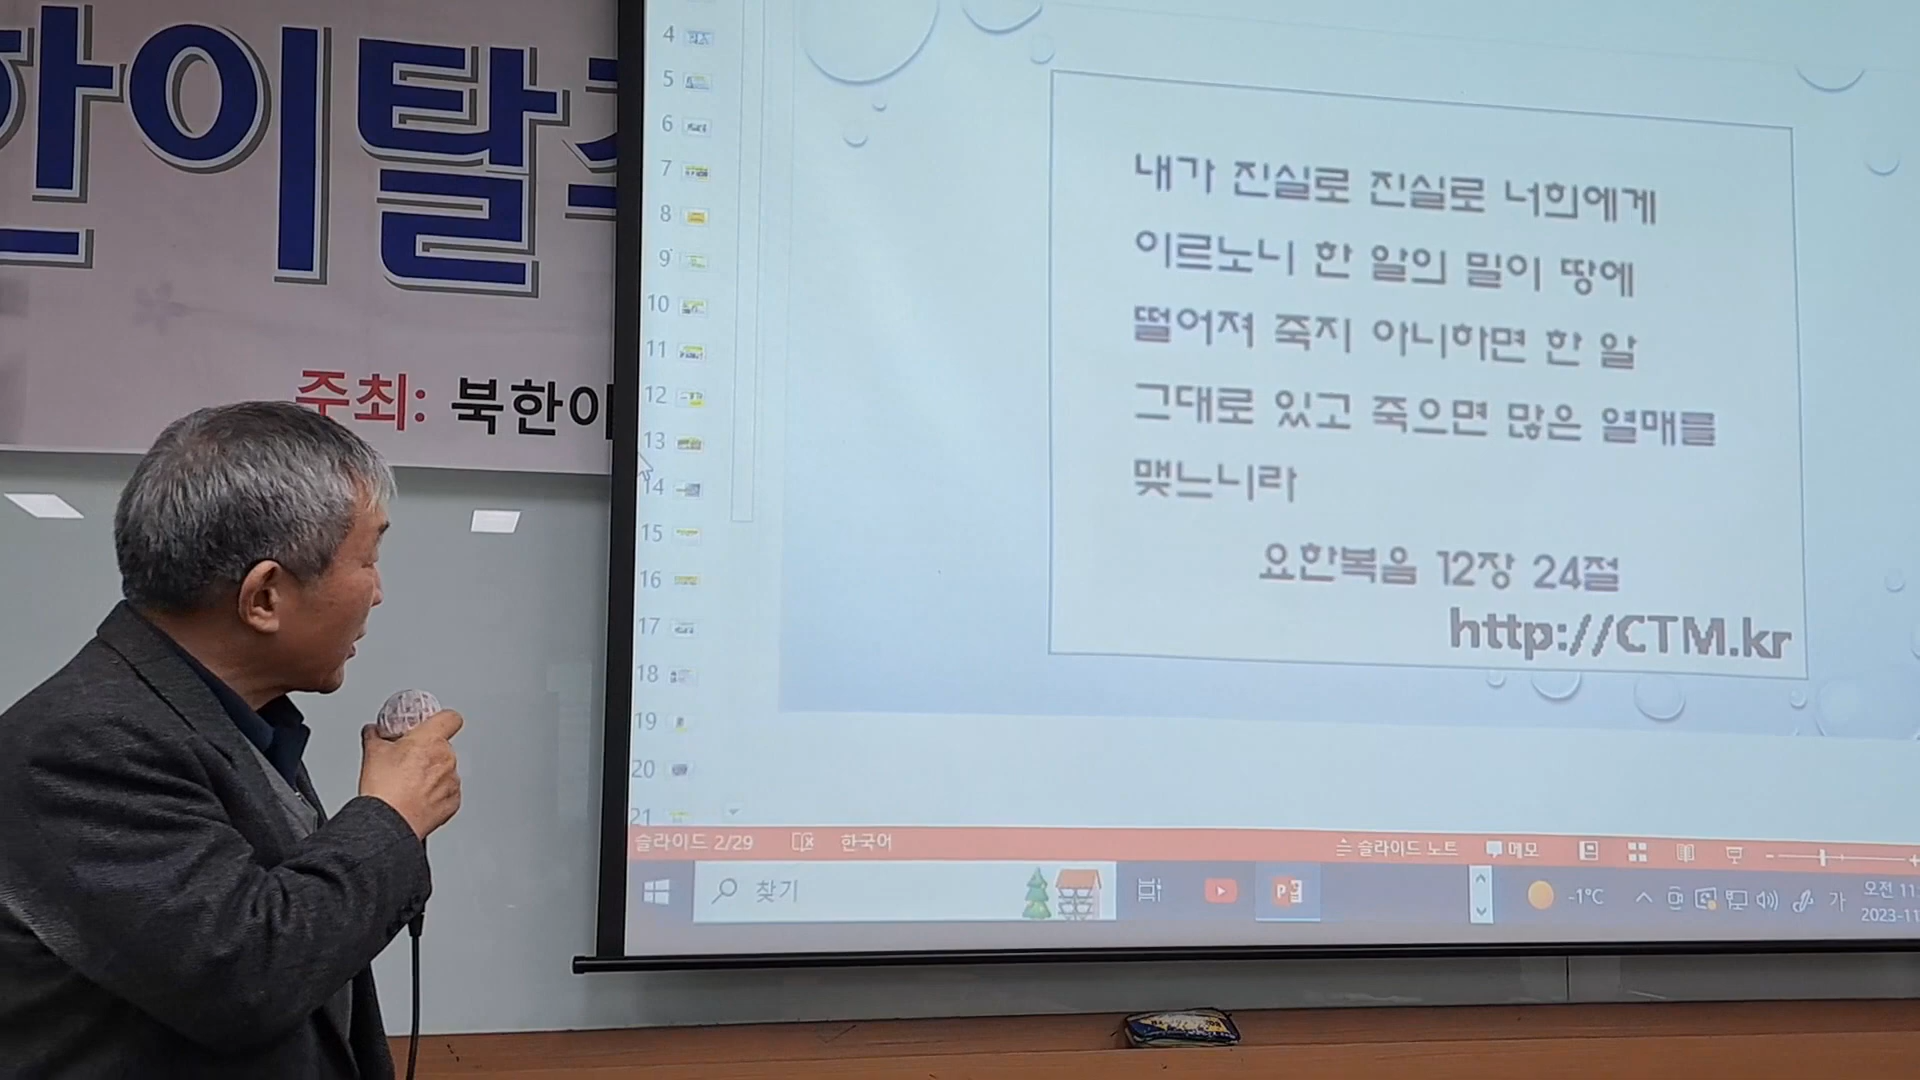 한이탈
주최: 북한이
4
5
6
7
8
9
10
11
12
13
14
15
16
17
18
19
20
21
내가 진실로 진실로 너희에게
이르노니 한 알의 밀이 땅에
떨어져 죽지 아니하면 한 알
그대로 있고 죽으면 많은 열매를
맺느니라
요한복음 12장 24절
http://CTM.kr
슬라이드 2/29 한국어 슬라이드 노트 메모
찾기 -1°C 가 오전 11
2023-11